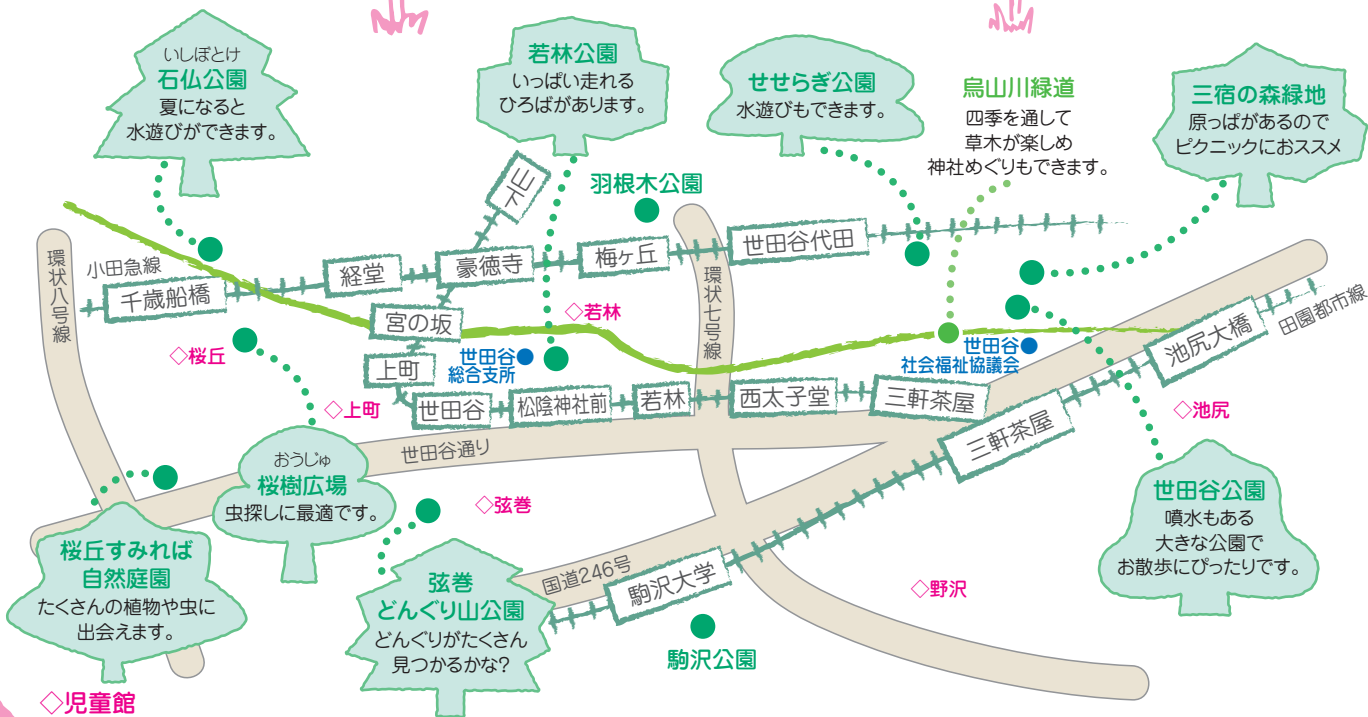 いしぼとけ
石仏公園
夏になると
水遊びができます。
若林公園
いっぱい走れる
ひろばがあります。
せせらぎ公園
水遊びもできます。
烏山川緑道
四季を通して
草木が楽しめ
神社めぐりもできます。
三宿の森緑地
原っぱがあるので
ピクニックにおススメ
山下
羽根木公園
環状八号線
小田急線
千歳船橋
経堂
豪徳寺
梅ヶ丘
環状七号線
世田谷代田
宮の坂
◇若林
◇桜丘
上町
世田谷
総合支所
世田谷
社会福祉協議会
池尻大橋
田園都市線
◇上町
世田谷
松陰神社前
若林
西太子堂
三軒茶屋
三軒茶屋
◇池尻
世田谷通り
おうじゅ
桜樹広場
虫探しに最適です。
◇弦巻
世田谷公園
噴水もある
大きな公園で
お散歩にぴったりです。
桜丘すみれば
自然庭園
たくさんの植物や虫に
出会えます。
弦巻
どんぐり山公園
どんぐりがたくさん
見つかるかな?
国道246号
駒沢大学
◇野沢
駒沢公園
◇児童館